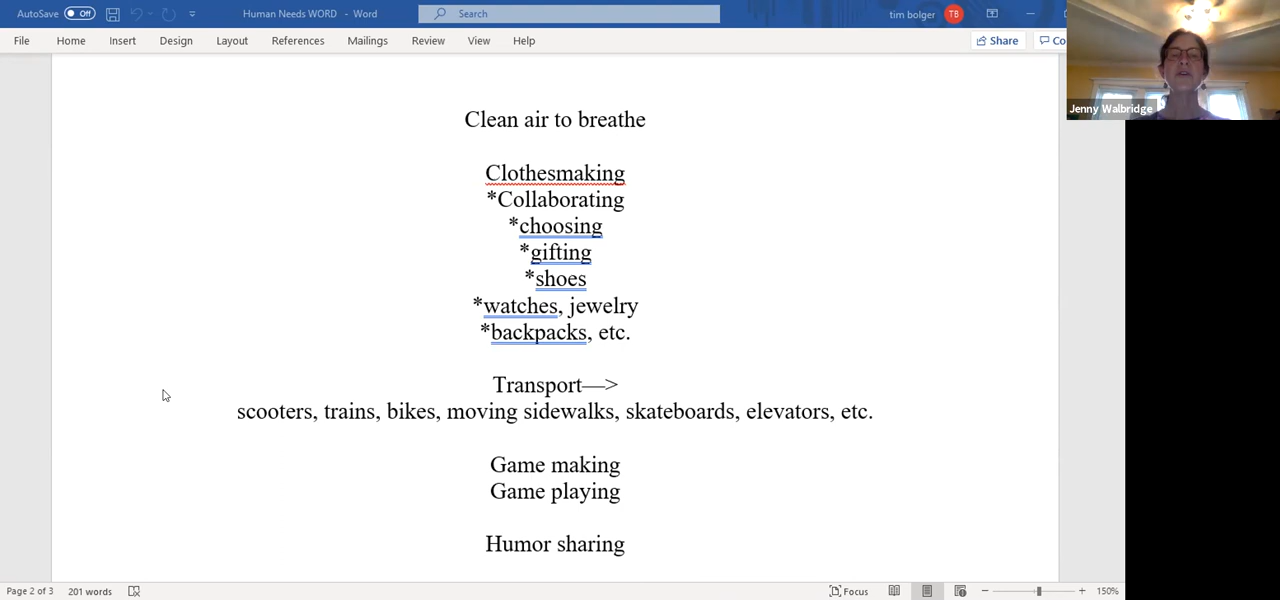 AutoSave Off Human Needs WORD - Word Search tim bolger TB
File Home Insert Design Layout References Mailings Review View Help Share Co
Jenny Walbridge
Clean air to breathe
Clothesmaking
*Collaborating
*choosing
*gifting
*shoes
*watches, jewelry
*backpacks, etc.
Transport—>
scooters, trains, bikes, moving sidewalks, skateboards, elevators, etc.
Game making
Game playing
Humor sharing
Page 2 of 3 201 words Focus 150%